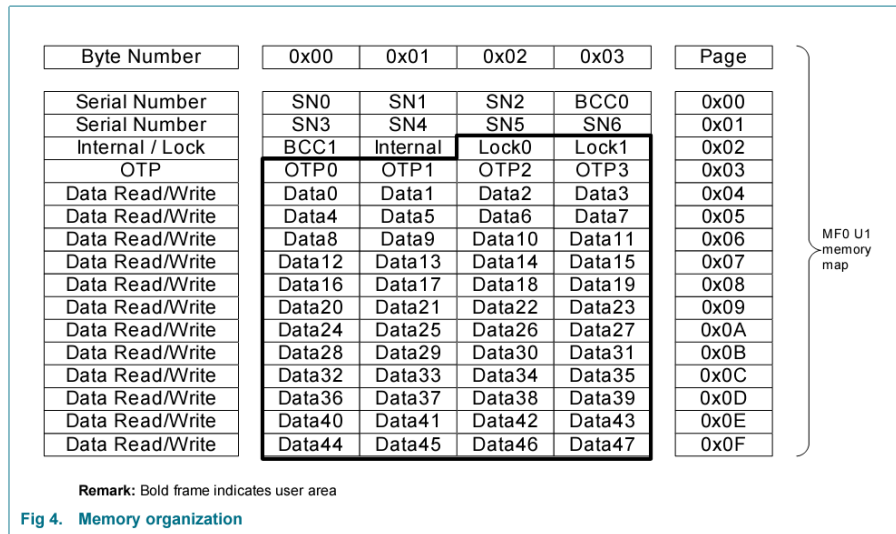 Byte Number 0x00 0x01 0x02 0x03 Page
Serial Number SN0 SN1 SN2 BCC0 0x00
Serial Number SN3 SN4 SN5 SN6 0x01
Internal / Lock BCC1 Internal Lock0 Lock1 0x02
OTP OTP0 OTP1 OTP2 OTP3 0x03
Data Read/Write Data0 Data1 Data2 Data3 0x04
Data Read/Write Data4 Data5 Data6 Data7 0x05
Data Read/Write Data8 Data9 Data10 Data11 0x06
Data Read/Write Data12 Data13 Data14 Data15 0x07
Data Read/Write Data16 Data17 Data18 Data19 0x08
Data Read/Write Data20 Data21 Data22 Data23 0x09
Data Read/Write Data24 Data25 Data26 Data27 0x0A
Data Read/Write Data28 Data29 Data30 Data31 0x0B
Data Read/Write Data32 Data33 Data34 Data35 0x0C
Data Read/Write Data36 Data37 Data38 Data39 0x0D
Data Read/Write Data40 Data41 Data42 Data43 0x0E
Data Read/Write Data44 Data45 Data46 Data47 0x0F
MF0 U1
memory
map
Remark: Bold frame indicates user area
Fig 4. Memory organization